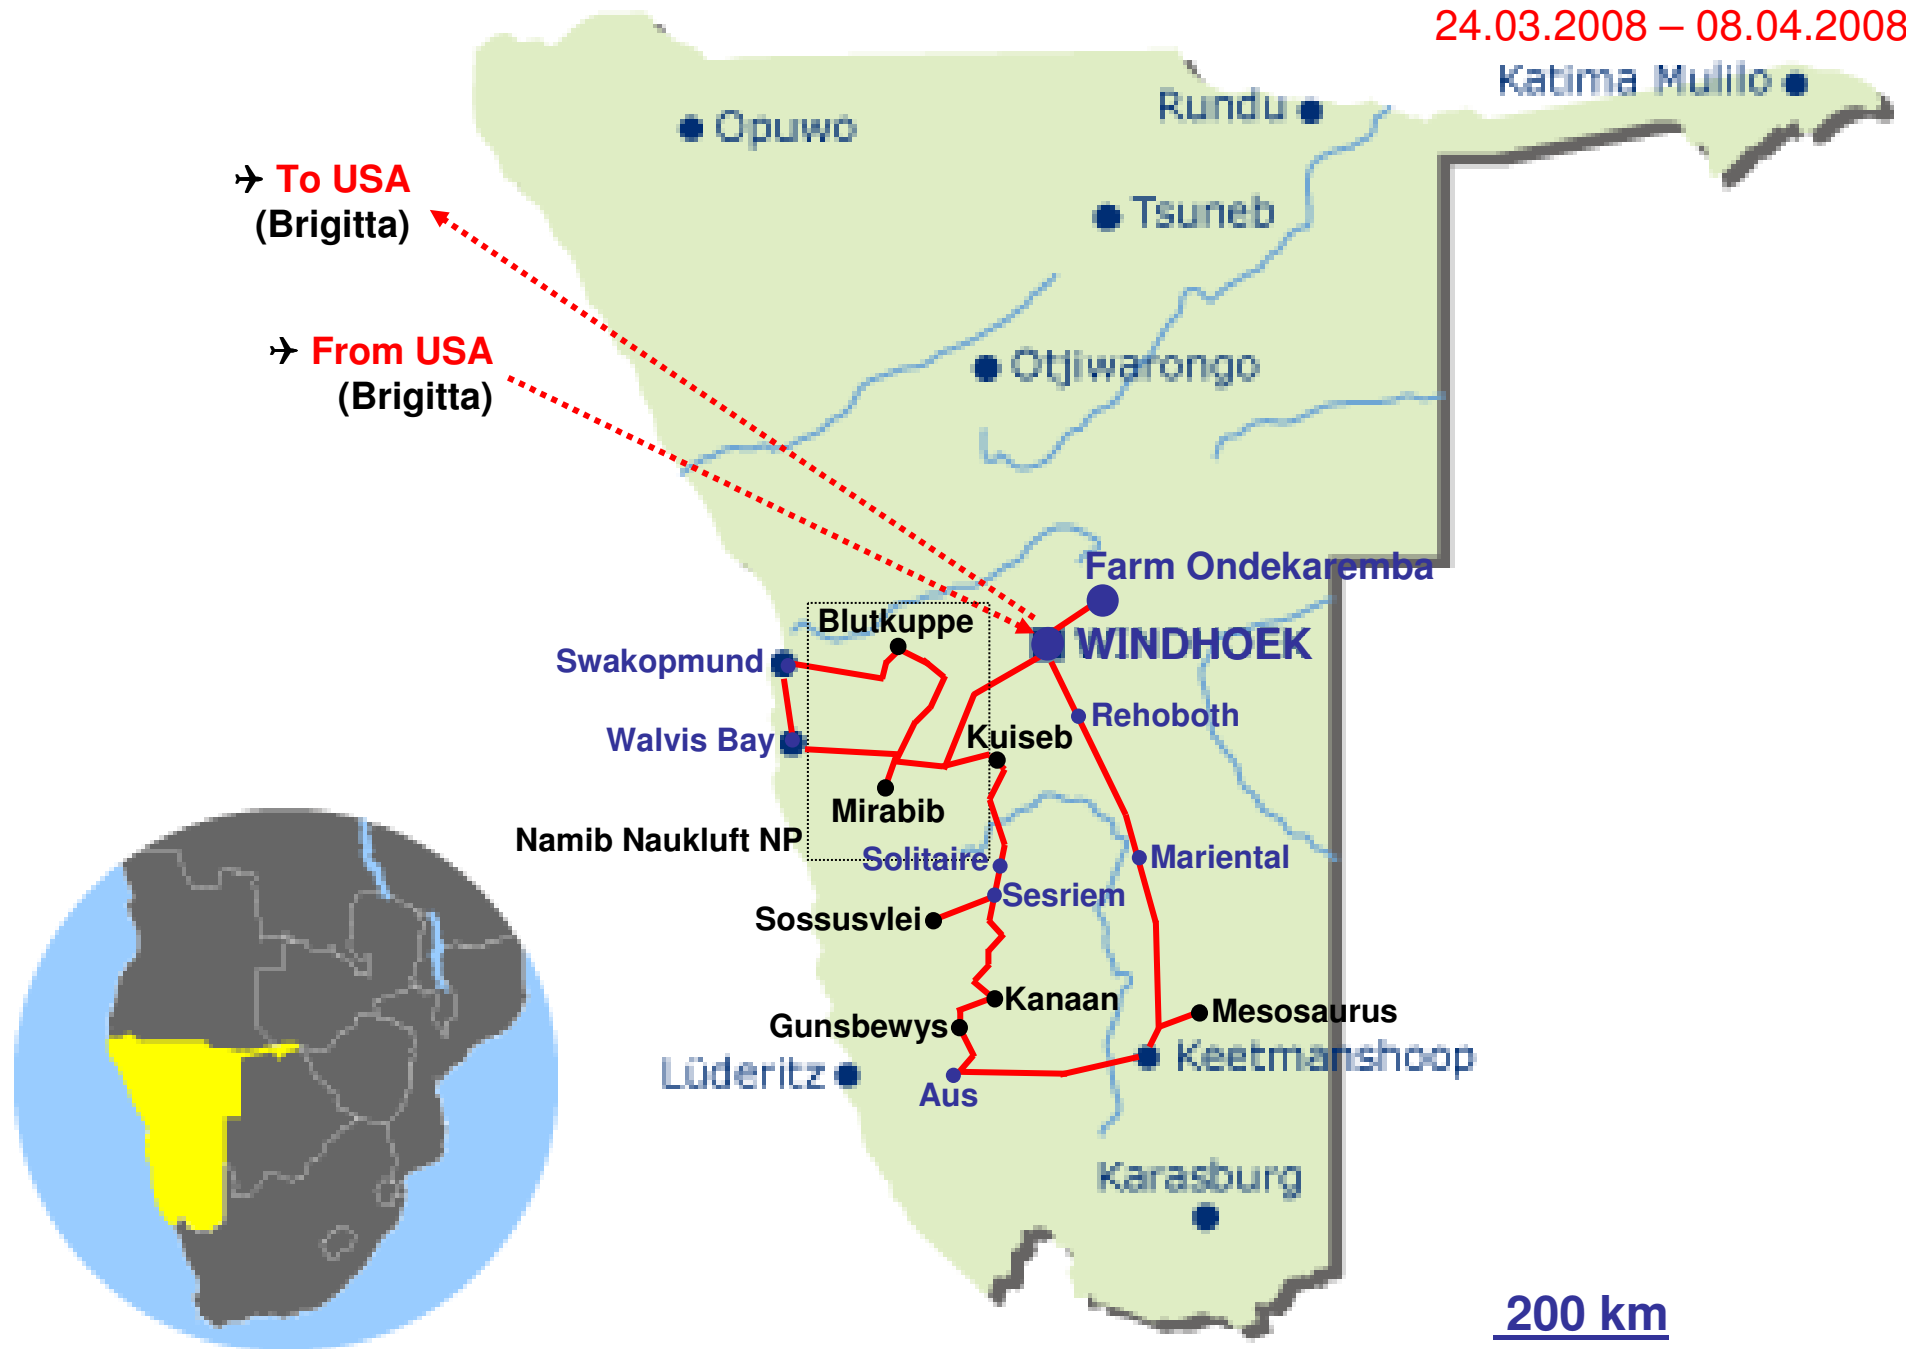 24.03.2008 – 08.04.2008
Katima Mulilo
Rundu
Opuwo
To USA
(Brigitta)
Tsuneb
From USA
(Brigitta)
Otjiwarongo
Farm Ondekaremba
Blutkuppe
WINDHOEK
Swakopmund
Rehoboth
Walvis Bay
Kuiseb
Mirabib
Namib Naukluft NP
Solitaire
Mariental
Sesriem
Sossusvlei
Kanaan
Mesosaurus
Gunsbewys
Keetmanshoop
Lüderitz
Aus
Karasburg
200 km